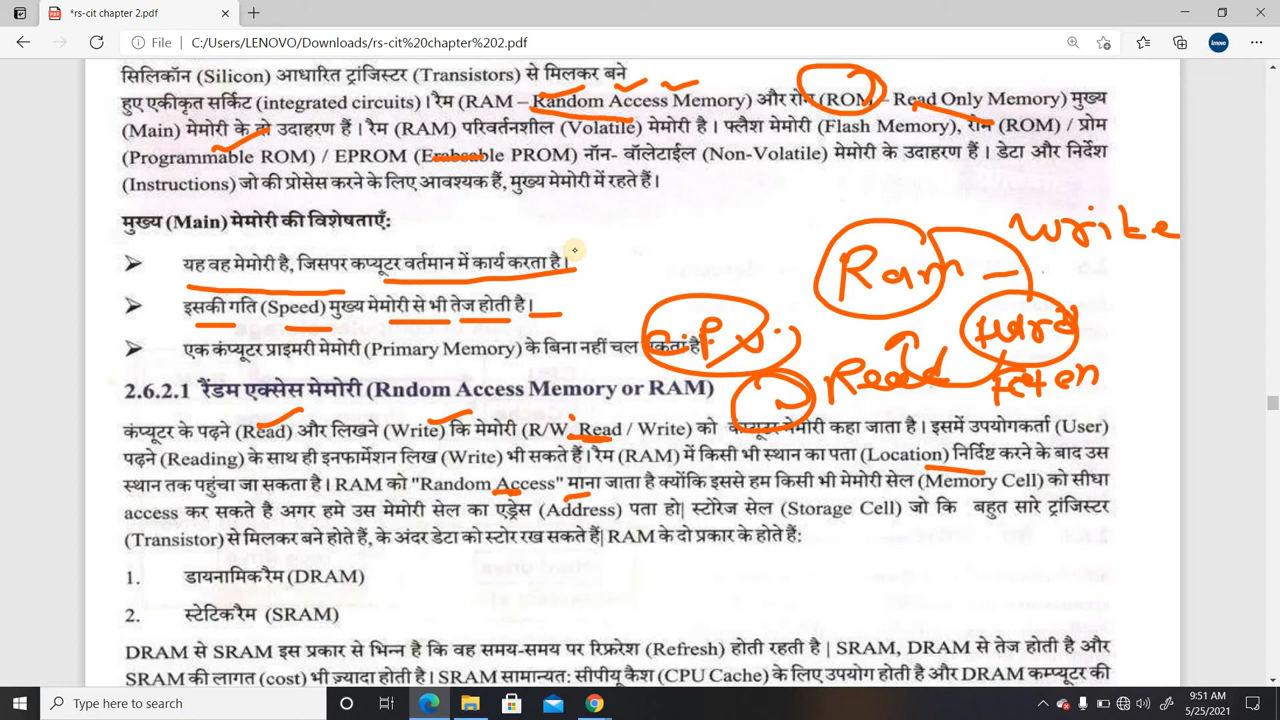 *rs-cit chapter 2.pdf
File C:/Users/LENOVO/Downloads/rs-cit%20chapter%202.pdf
सिलिकॉन (Silicon) आधारित ट्रांजिस्टर (Transistors) से मिलकर बने
हुए एकीकृत सर्किट (integrated circuits) । रैम (RAM – Random Access Memory) और रोम (ROM – Read Only Memory) मुख्य
(Main) मेमोरी के दो उदाहरण हैं । रैम (RAM) परिवर्तनशील (Volatile) मेमोरी है । फ्लैश मेमोरी (Flash Memory), रोम (ROM) / प्रोम
(Programmable ROM) / EPROM (Erabsable PROM) नॉन- वॉलेटाईल (Non-Volatile) मेमोरी के उदाहरण हैं । डेटा और निर्देश
(Instructions) जो की प्रोसेस करने के लिए आवश्यक हैं, मुख्य मेमोरी में रहते हैं ।
मुख्य (Main) मेमोरी की विशेषताएँ:
➤ यह वह मेमोरी है, जिसपर कप्यूटर वर्तमान में कार्य करता है ।
➤ इसकी गति (Speed) मुख्य मेमोरी से भी तेज होती है ।
➤ एक कंप्यूटर प्राइमरी मेमोरी (Primary Memory) के बिना नहीं चल सकता है
write
Ram
Hard
Read
2.6.2.1 रैंडम एक्सेस मेमोरी (Rndom Access Memory or RAM)
कंप्यूटर के पढ़ने (Read) और लिखने (Write) कि मेमोरी (R/W, Read / Write) को कंप्यूटर मेमोरी कहा जाता है । इसमें उपयोगकर्ता (User)
पढ़ने (Reading) के साथ ही इनफार्मेशन लिख (Write) भी सकते हैं । रैम (RAM) में किसी भी स्थान का पता (Location) निर्दिष्ट करने के बाद उस
स्थान तक पहुंचा जा सकता है । RAM को "Random Access" माना जाता है क्योंकि इससे हम किसी भी मेमोरी सेल (Memory Cell) को सीधा
access कर सकते है अगर हमे उस मेमोरी सेल का एड्रेस (Address) पता हो| स्टोरेज सेल (Storage Cell) जो कि बहुत सारे ट्रांजिस्टर
(Transistor) से मिलकर बने होते हैं, के अंदर डेटा को स्टोर रख सकते हैं| RAM के दो प्रकार के होते हैं:
1. डायनामिक रैम (DRAM)
2. स्टेटिक रैम (SRAM)
DRAM से SRAM इस प्रकार से भिन्न है कि वह समय-समय पर रिफ्रेश (Refresh) होती रहती है | SRAM, DRAM से तेज होती है और
SRAM की लागत (cost) भी ज़्यादा होती है | SRAM सामान्यत: सीपीयू कैश (CPU Cache) के लिए उपयोग होती है और DRAM कम्प्यूटर की
Type here to search
9:51 AM
5/25/2021